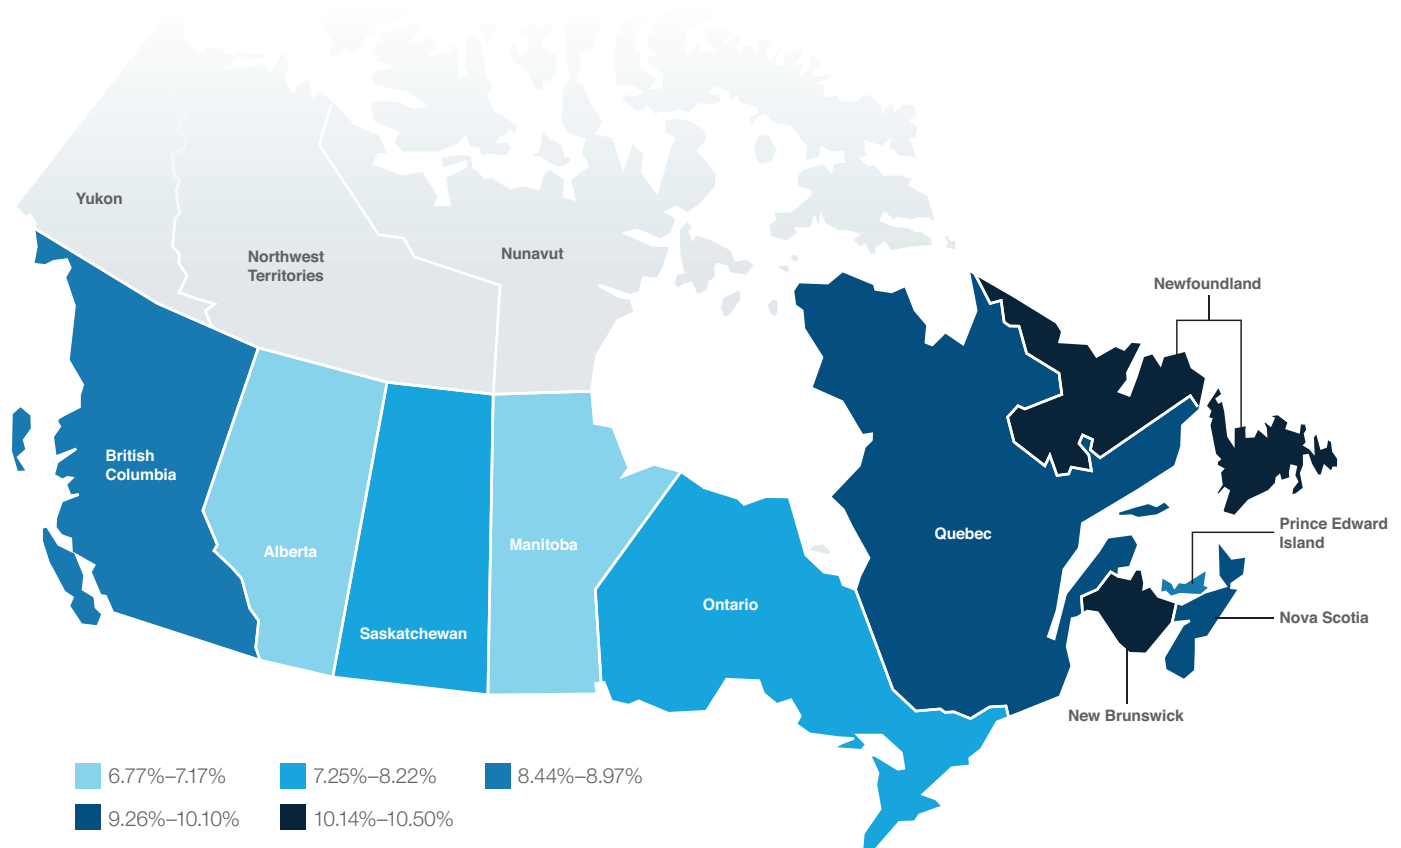 Yukon
Northwest
Territories
Nunavut
Newfoundland
British
Columbia
Alberta
Saskatchewan
Manitoba
Ontario
Quebec
Prince Edward
Island
Nova Scotia
New Brunswick
6.77%–7.17%
7.25%–8.22%
8.44%–8.97%
9.26%–10.10%
10.14%–10.50%